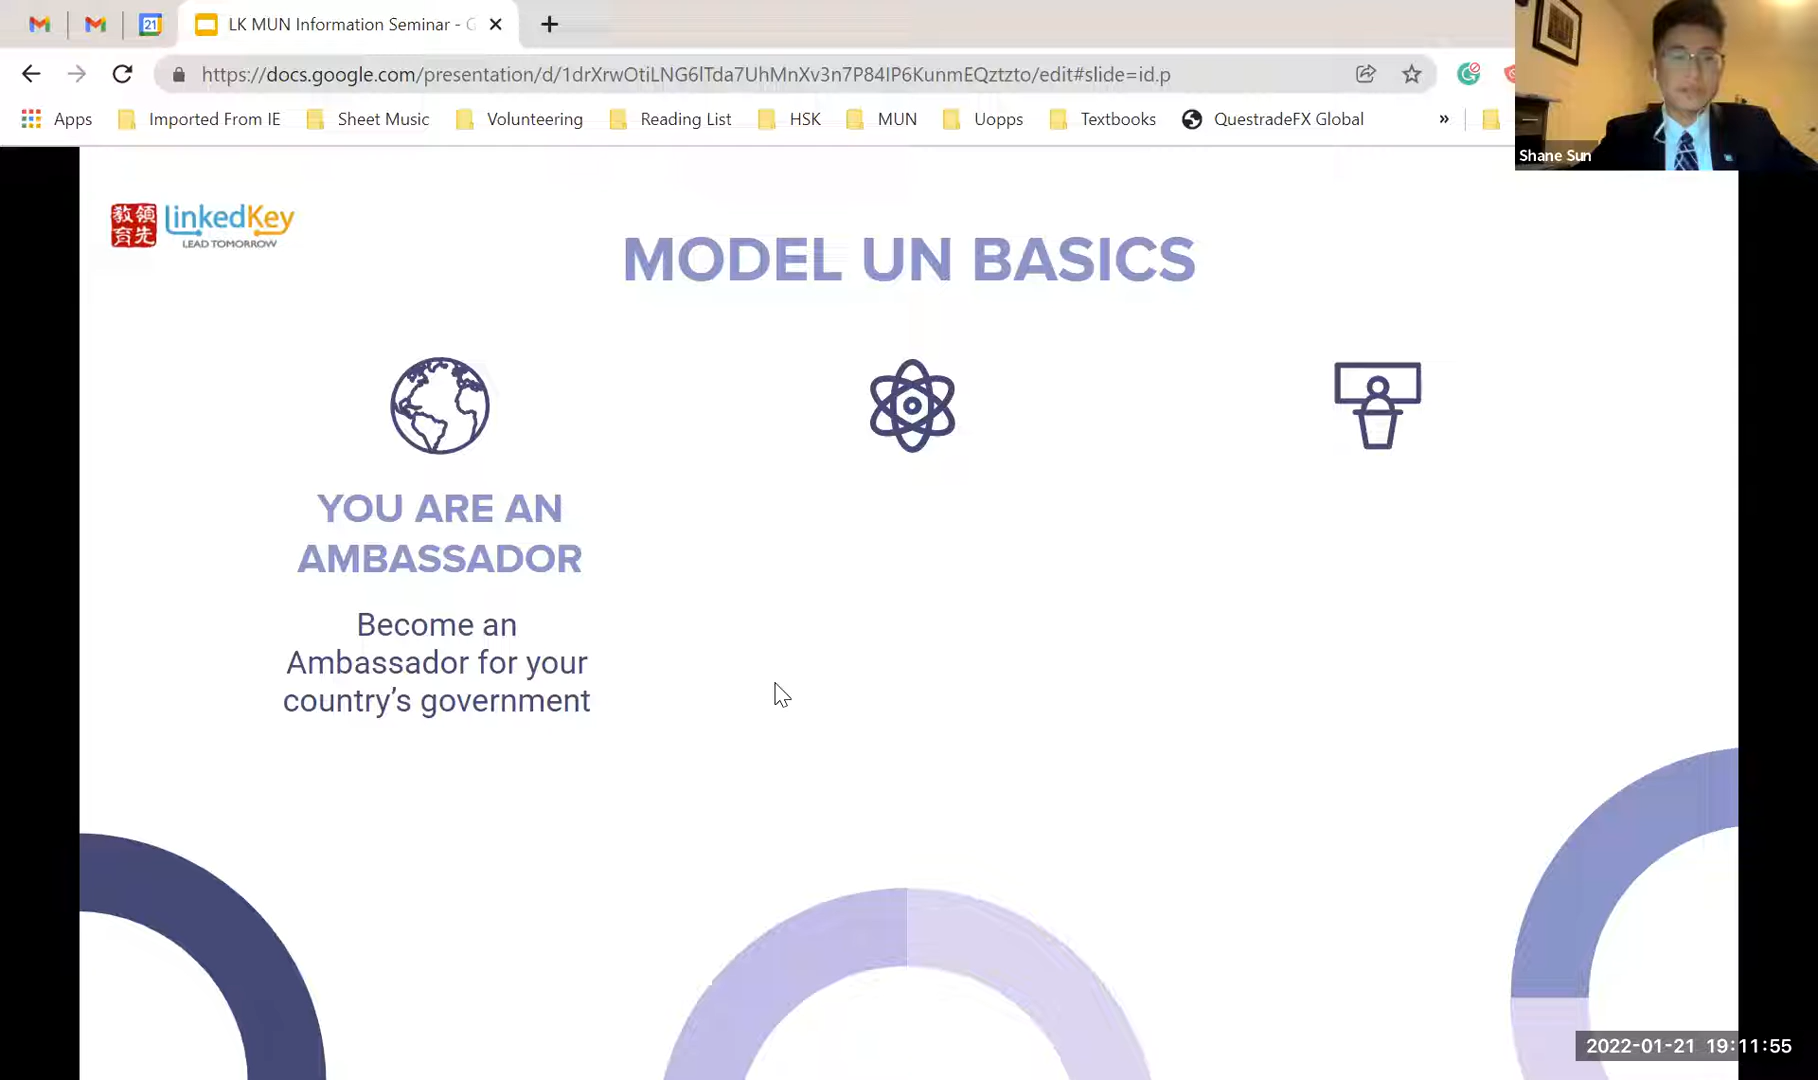 LK MUN Information Seminar - G
21
https://docs.google.com/presentation/d/1drXrwOtiLNG6lTda7UhMnXv3n7P84IP6KunmEQztzto/edit#slide=id.p
Apps
Imported From IE
Sheet Music
Volunteering
Reading List
HSK
MUN
Uopps
Textbooks
QuestradeFX Global
»
Shane Sun
教領
育先
linkedKey
LEAD TOMORROW
MODEL UN BASICS
YOU ARE AN
AMBASSADOR
Become an
Ambassador for your
country’s government
2022-01-21 19:11:55